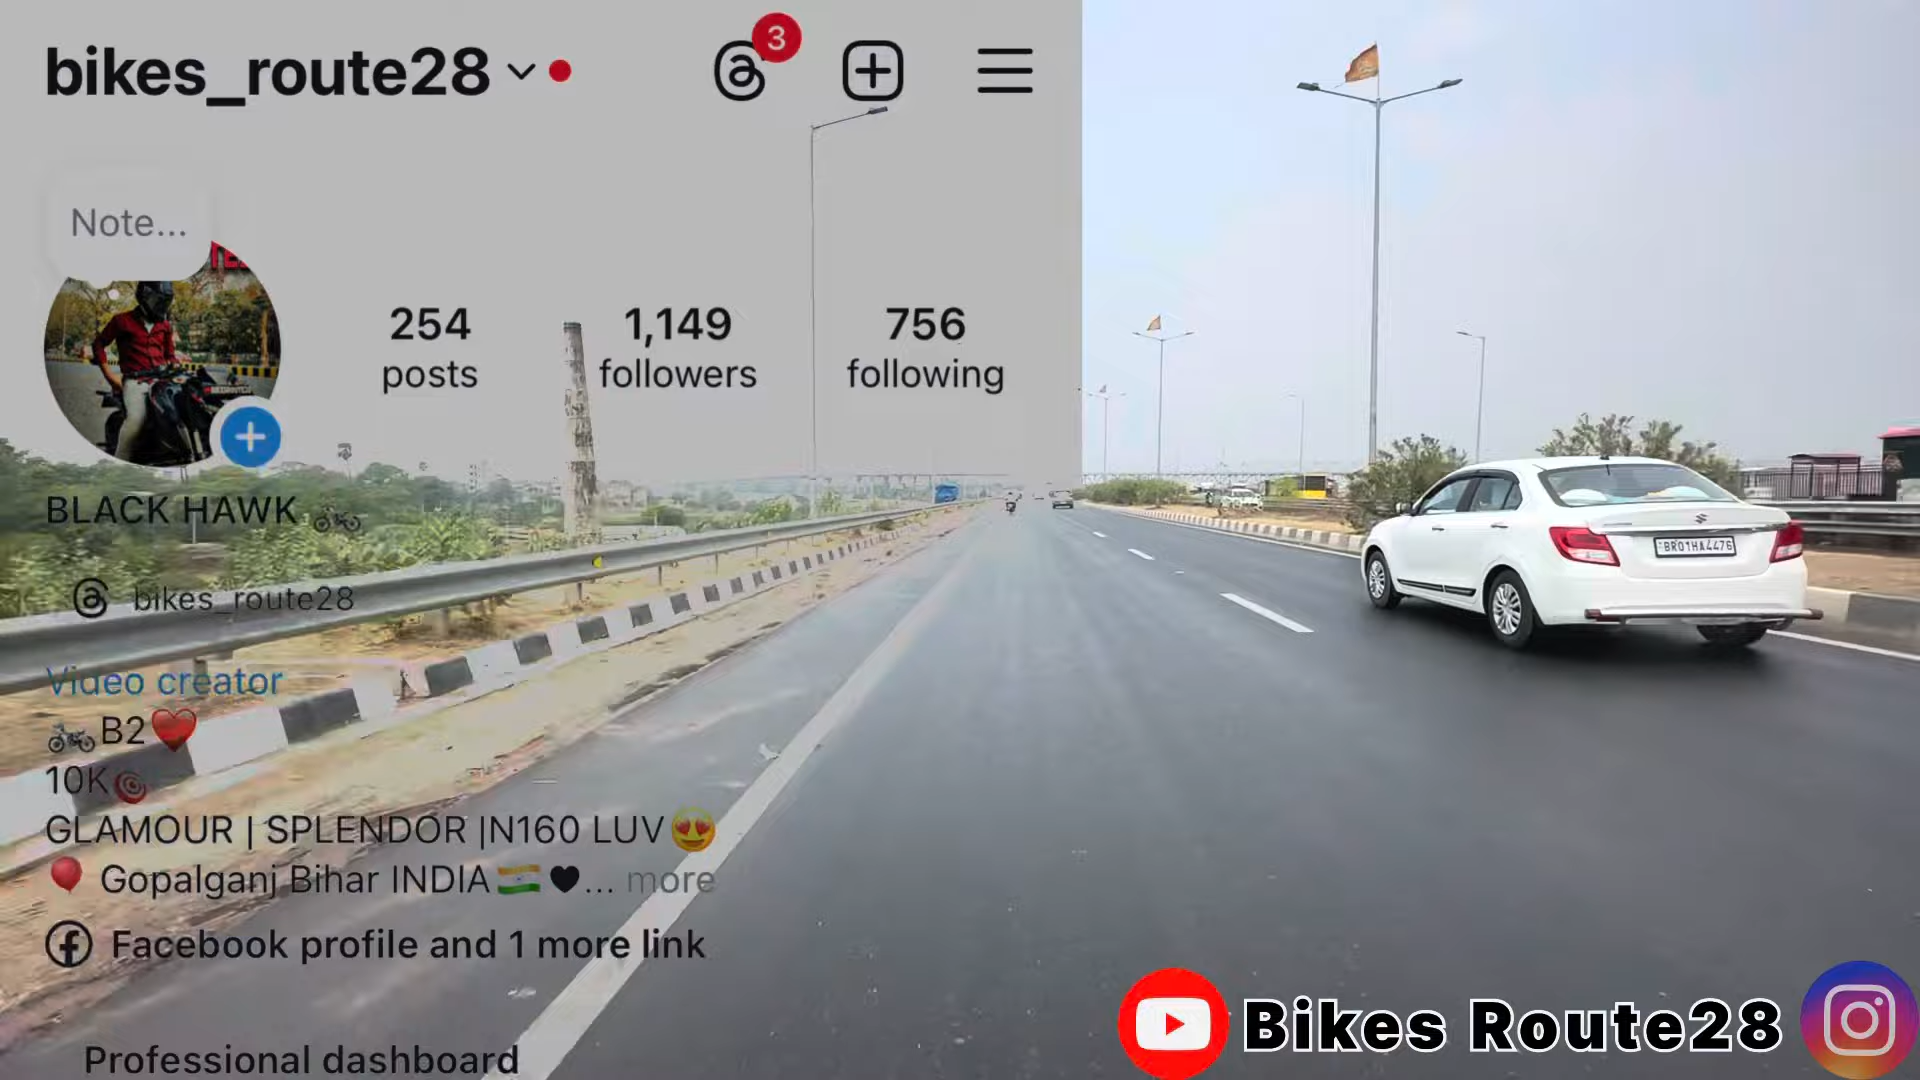 bikes_route28
3
Note...
254
posts
1,149
followers
756
following
BLACK HAWK
bikes_route28
Video creator
B2❤️
10K
GLAMOUR | SPLENDOR |N160 LUV😍
🎈 Gopalganj Bihar INDIA🇮🇳🖤... more
Facebook profile and 1 more link
Professional dashboard
BR01HA4476
Bikes Route28